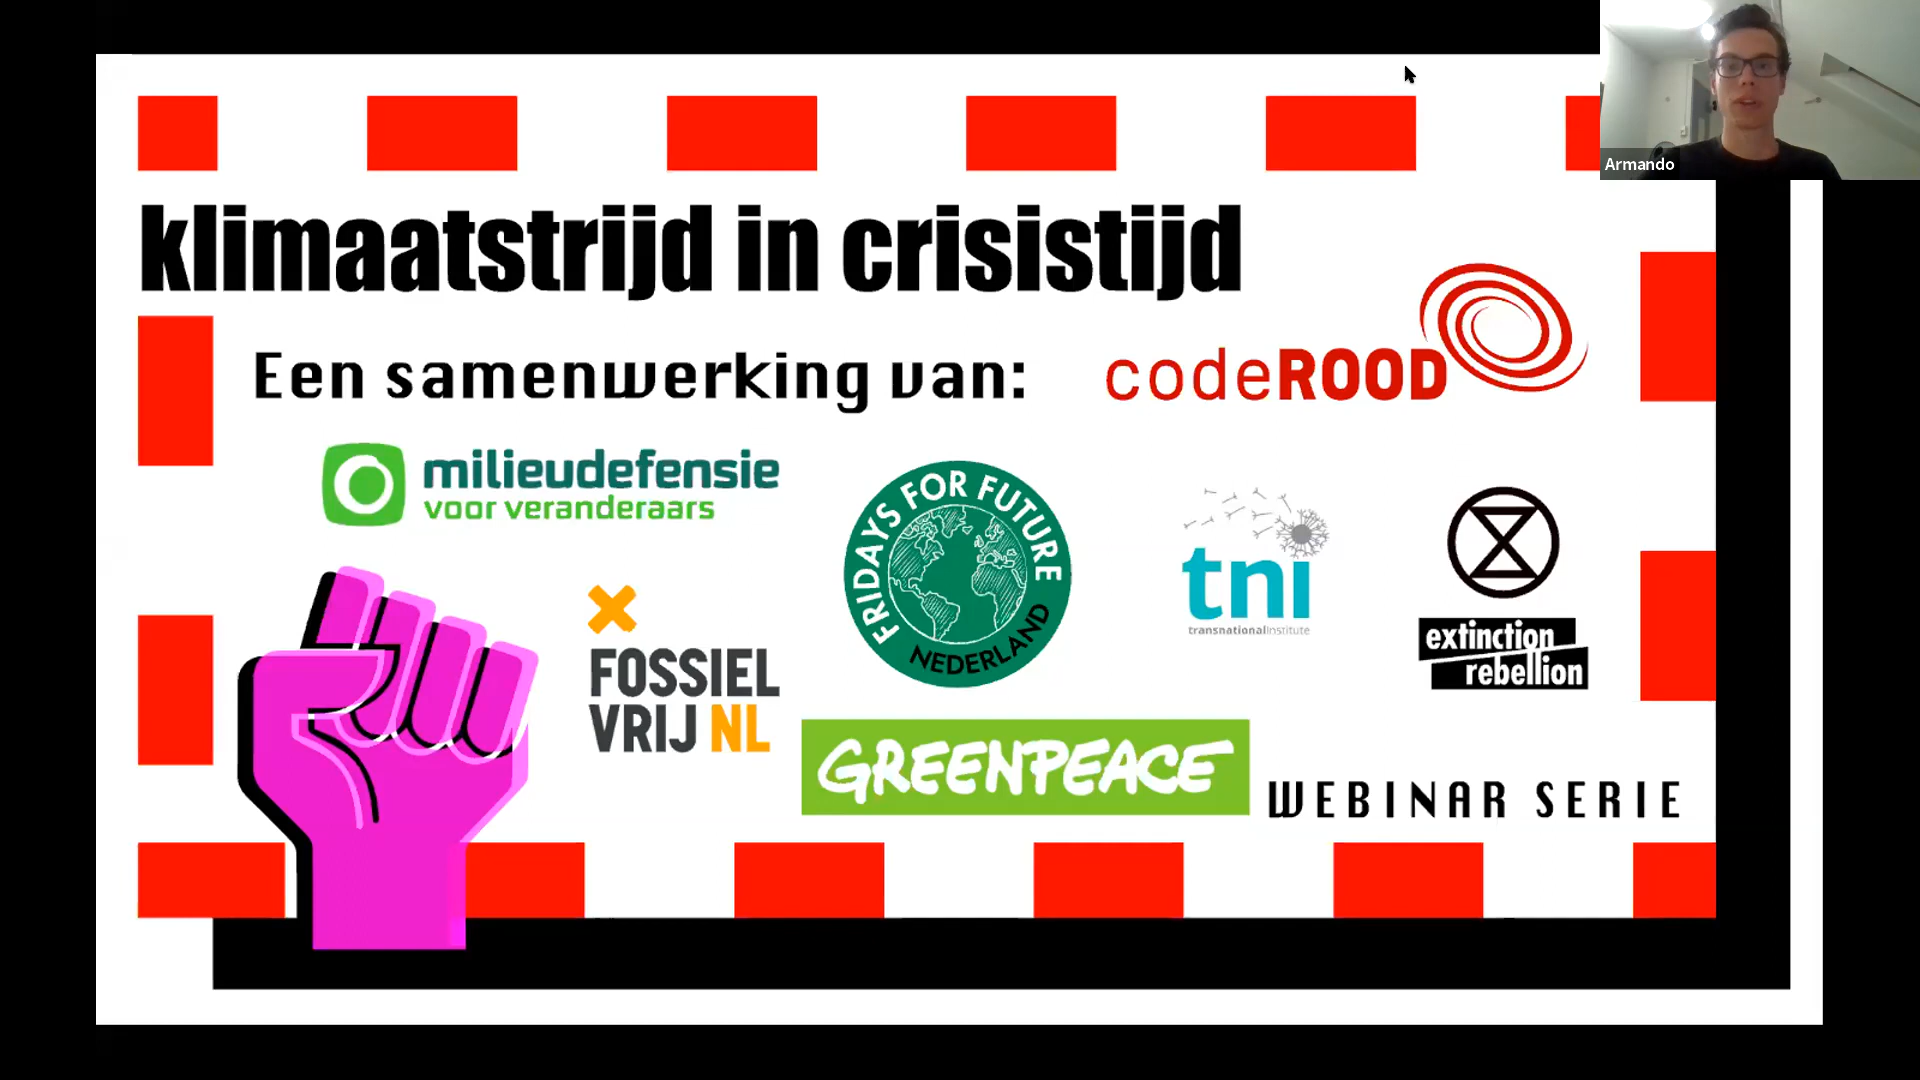 Armando
klimaatstrijd in crisistijd
Een samenwerking van:
codeROOD
milieudefensie
voor veranderaars
FRIDAYS FOR FUTURE
NEDERLAND
tni
transnationalinstitute
extinction
rebellion
FOSSIEL
VRIJ NL
GREENPEACE
WEBINAR SERIE